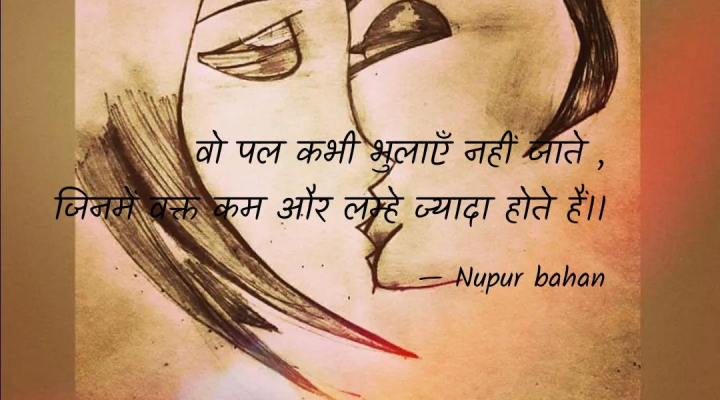 वो पल कभी भुलाएँ नहीं जाते ,
जिनमें वक्त कम और लम्हे ज्यादा होते हैं।।
— Nupur bahan